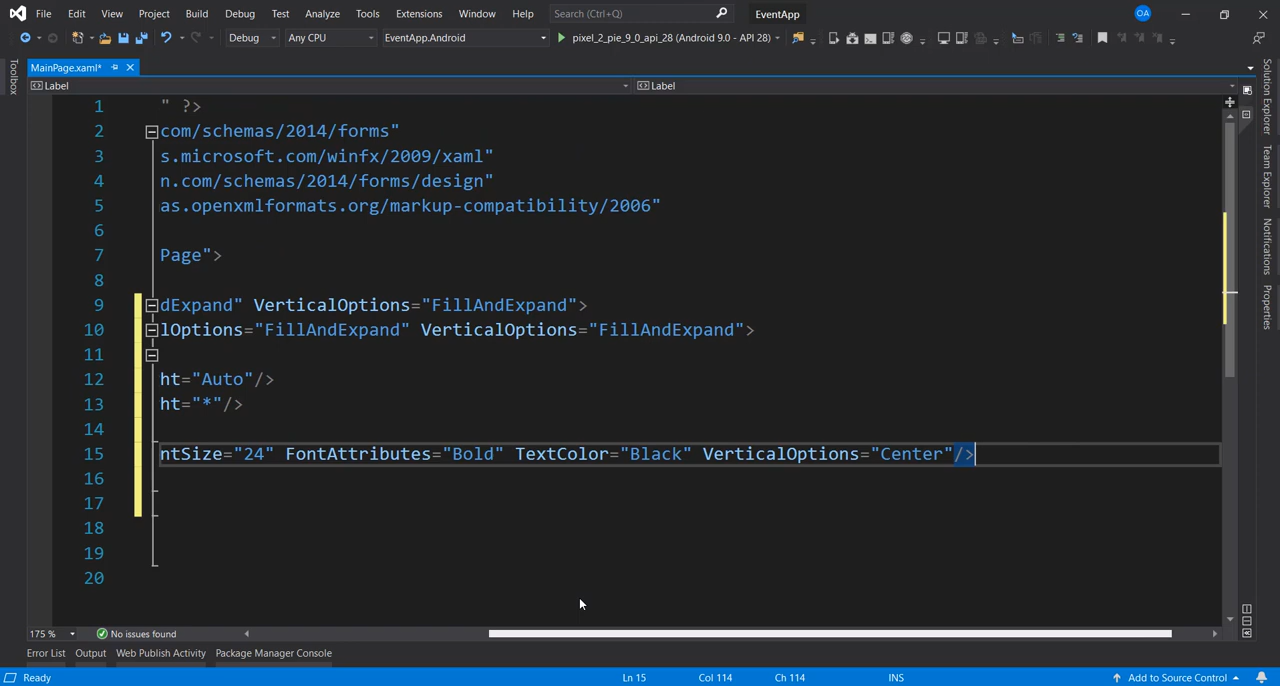 File Edit View Project Build Debug Test Analyze Tools Extensions Window Help Search (Ctrl+Q) EventApp OA
Debug Any CPU EventApp.Android pixel_2_pie_9_0_api_28 (Android 9.0 - API 28)
MainPage.xaml*
Label Label
1 " ?>
2 com/schemas/2014/forms"
3 s.microsoft.com/winfx/2009/xaml"
4 n.com/schemas/2014/forms/design"
5 as.openxmlformats.org/markup-compatibility/2006"
6
7 Page">
8
9 dExpand" VerticalOptions="FillAndExpand">
10 lOptions="FillAndExpand" VerticalOptions="FillAndExpand">
11
12 ht="Auto"/>
13 ht="*"/>
14
15 ntSize="24" FontAttributes="Bold" TextColor="Black" VerticalOptions="Center"/>
16
17
18
19
20
Toolbox
Solution Explorer
Team Explorer
Notifications
Properties
175 % No issues found
Error List Output Web Publish Activity Package Manager Console
Ready Ln 15 Col 114 Ch 114 INS Add to Source Control